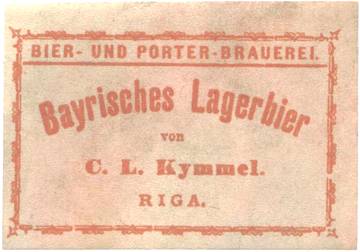 BIER- UND PORTER-BRAUEREI.
Bayrisches Lagerbier
von
C. L. Kymmel.
RIGA.